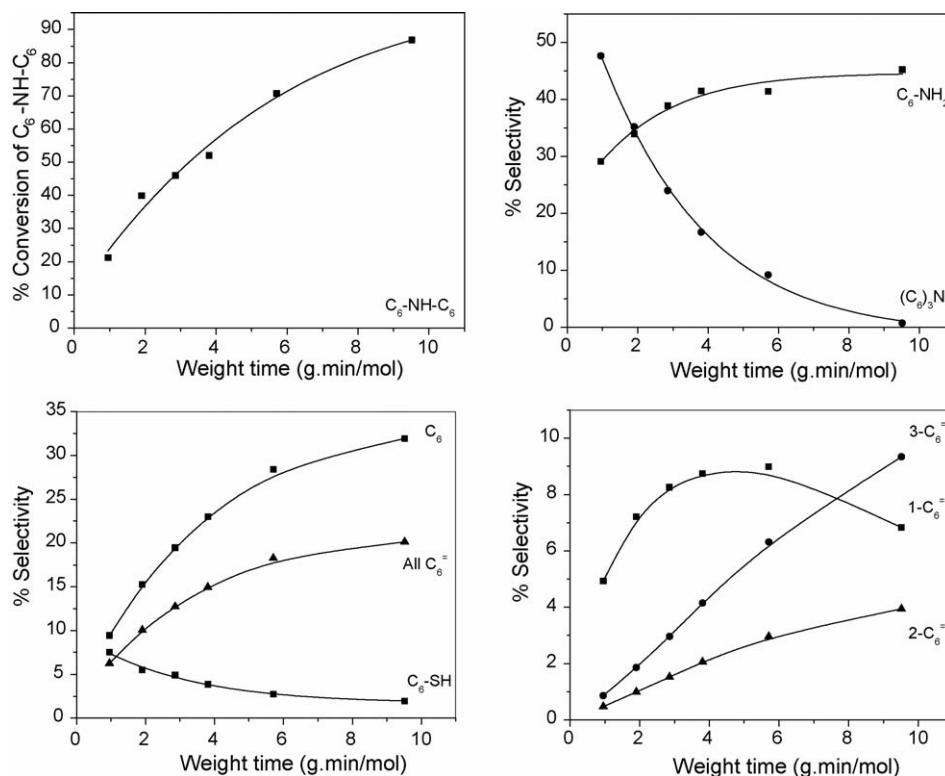 % Conversion of C₆-NH-C₆
90
80
70
60
50
40
30
20
10
0
0 2 4 6 8 10
C₆-NH-C₆
Weight time (g.min/mol)
% Selectivity
50
40
30
20
10
0
0 2 4 6 8 10
C₆-NH₂
(C₆)₃N
Weight time (g.min/mol)
% Selectivity
35
30
25
20
15
10
5
0
0 2 4 6 8 10
C₆
All C₆⁼
C₆-SH
Weight time (g.min/mol)
% Selectivity
10
8
6
4
2
0
0 2 4 6 8 10
3-C₆⁼
1-C₆⁼
2-C₆⁼
Weight time (g.min/mol)